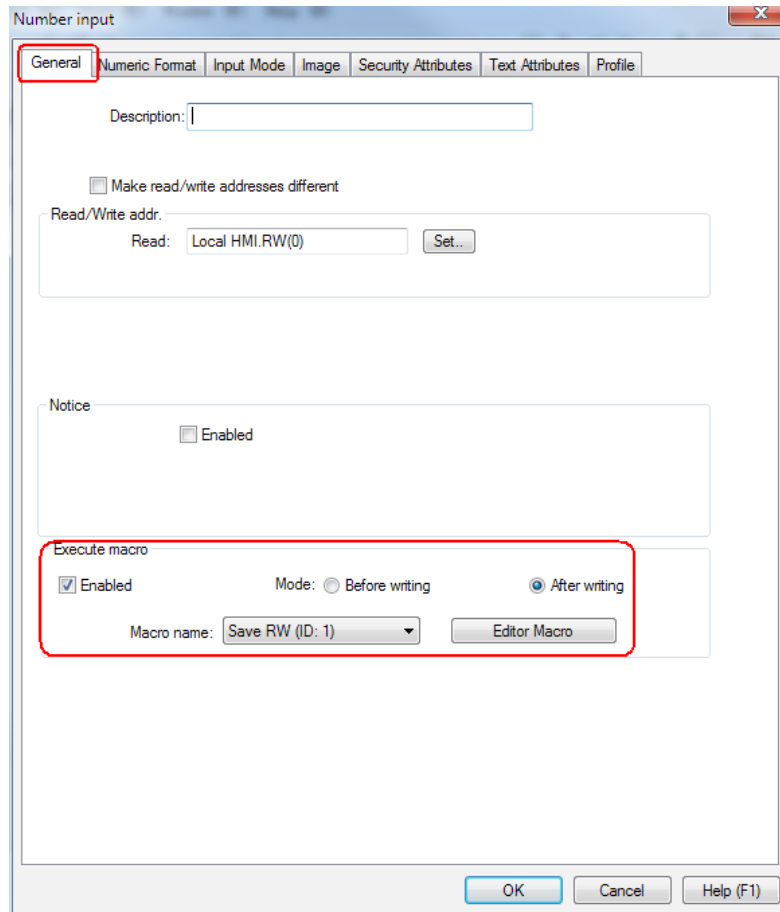 Number input
General Numeric Format Input Mode Image Security Attributes Text Attributes Profile
Description:
Make read/write addresses different
Read/Write addr.
Read: Local HMI.RW(0) Set..
Notice
Enabled
Execute macro
Enabled Mode: Before writing After writing
Macro name: Save RW (ID: 1) Editor Macro
OK Cancel Help (F1)